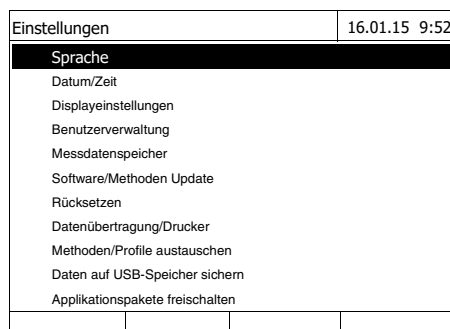 Einstellungen 16.01.15 9:52
Sprache
Datum/Zeit
Displayeinstellungen
Benutzerverwaltung
Messdatenspeicher
Software/Methoden Update
Rücksetzen
Datenübertragung/Drucker
Methoden/Profile austauschen
Daten auf USB-Speicher sichern
Applikationspakete freischalten